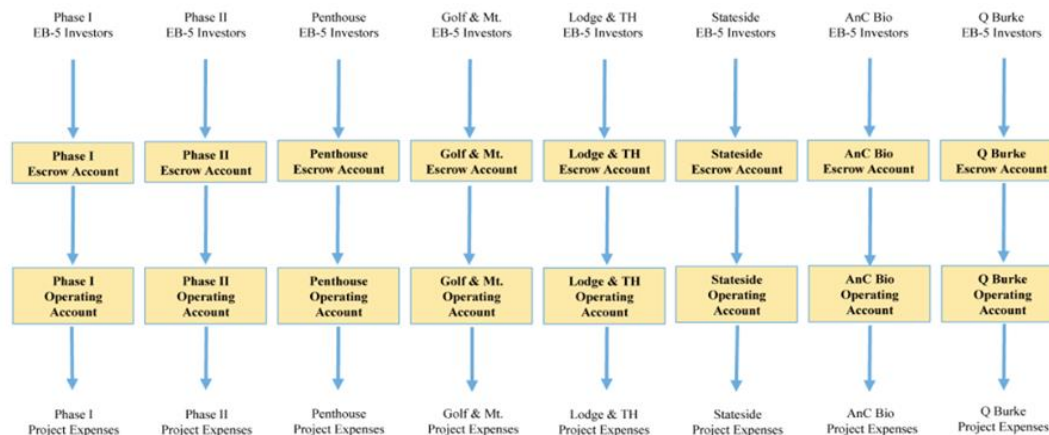 Phase I
EB-5 Investors
Phase II
EB-5 Investors
Penthouse
EB-5 Investors
Golf & Mt.
EB-5 Investors
Lodge & TH
EB-5 Investors
Stateside
EB-5 Investors
AnC Bio
EB-5 Investors
Q Burke
EB-5 Investors
Phase I
Escrow Account
Phase II
Escrow Account
Penthouse
Escrow Account
Golf & Mt.
Escrow Account
Lodge & TH
Escrow Account
Stateside
Escrow Account
AnC Bio
Escrow Account
Q Burke
Escrow Account
Phase I
Operating
Account
Phase II
Operating
Account
Penthouse
Operating
Account
Golf & Mt.
Operating
Account
Lodge & TH
Operating
Account
Stateside
Operating
Account
AnC Bio
Operating
Account
Q Burke
Operating
Account
Phase I
Project Expenses
Phase II
Project Expenses
Penthouse
Project Expenses
Golf & Mt.
Project Expenses
Lodge & TH
Project Expenses
Stateside
Project Expenses
AnC Bio
Project Expenses
Q Burke
Project Expenses